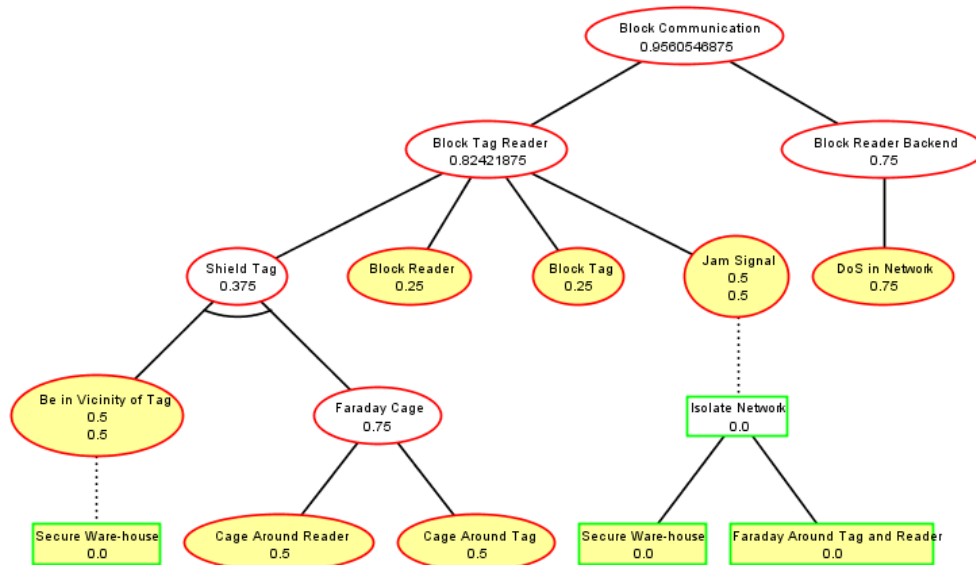 Block Communication
0.9560546875
Block Tag Reader
0.82421875
Block Reader Backend
0.75
Shield Tag
0.375
Block Reader
0.25
Block Tag
0.25
Jam Signal
0.5
0.5
DoS in Network
0.75
Be in Vicinity of Tag
0.5
0.5
Faraday Cage
0.75
Isolate Network
0.0
Secure Ware-house
0.0
Cage Around Reader
0.5
Cage Around Tag
0.5
Secure Ware-house
0.0
Faraday Around Tag and Reader
0.0